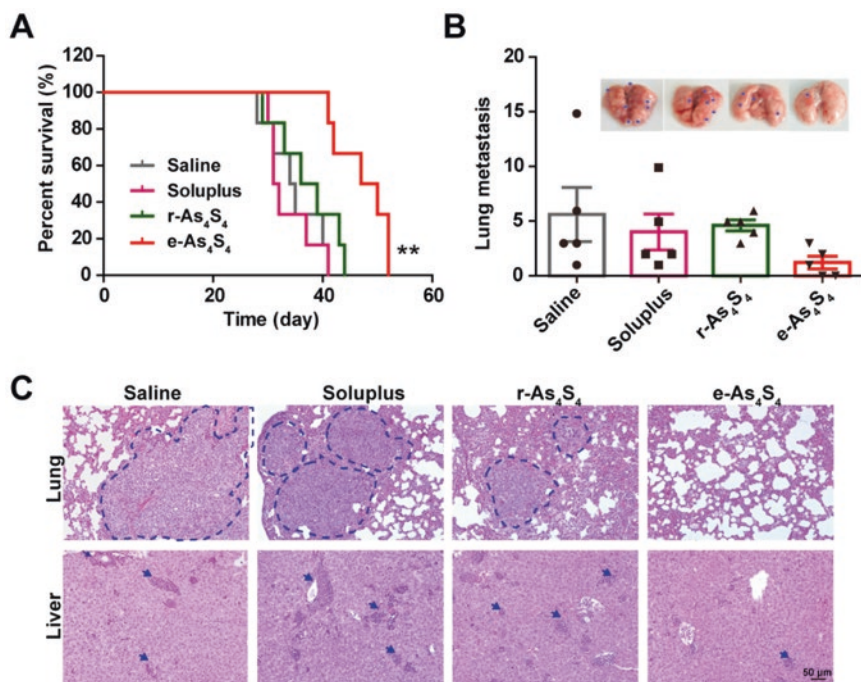 A
Percent survival (%)
100
80
60
40
20
0
Saline
Soluplus
r-As₄S₄
e-As₄S₄
**
0
20
40
60
Time (day)
B
Lung metastasis
20
15
10
5
0
Saline
Soluplus
r-As₄S₄
e-As₄S₄
C
Saline
Soluplus
r-As₄S₄
e-As₄S₄
Lung
Liver
50 μm